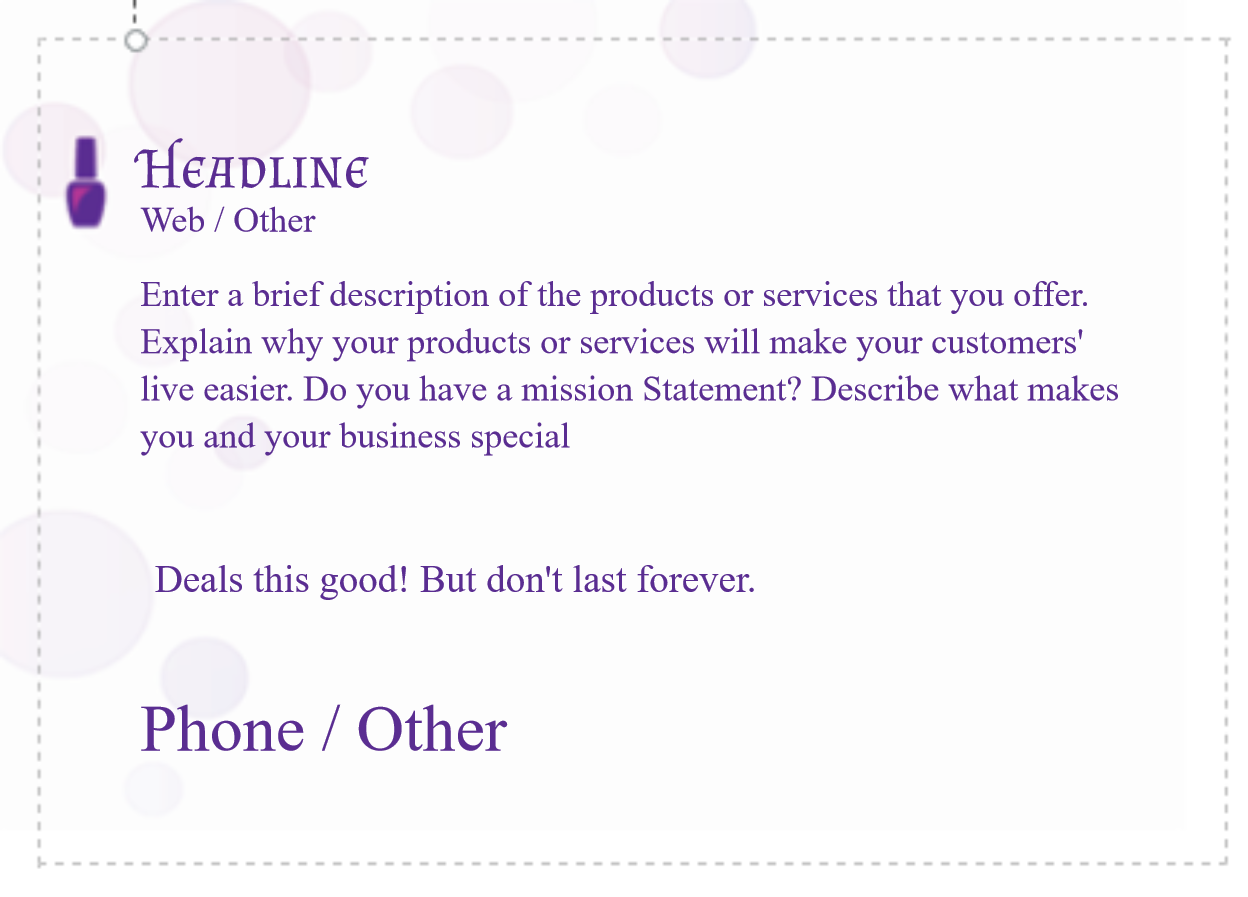 Headline
Web / Other
Enter a brief description of the products or services that you offer.
Explain why your products or services will make your customers'
live easier. Do you have a mission Statement? Describe what makes
you and your business special
Deals this good! But don't last forever.
Phone / Other